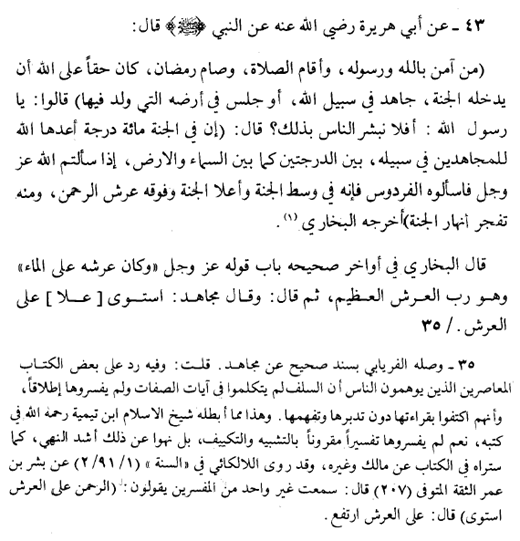 ٤٣ ـ عن أبي هريرة رضي الله عنه عن النبي ﴿ﷺ﴾ قال:
(من آمن بالله ورسوله، وأقام الصلاة، وصام رمضان، كان حقاً على الله أن
يدخله الجنة، جاهد في سبيل الله، أو جلس في أرضه التي ولد فيها) قالوا: يا
رسول الله : أفلا نبشر الناس بذلك؟ قال: (إن في الجنة مائة درجة أعدها الله
للمجاهدين في سبيله، بين الدرجتين كما بين السماء والارض، إذا سألتم الله عز
وجل فاسألوه الفردوس فإنه في وسط الجنة وأعلا الجنة وفوقه عرش الرحمن، ومنه
تفجر أنهار الجنة)أخرجه البخاري (١) .
قال البخاري في أواخر صحيحه باب قوله عز وجل «وكان عرشه على الماء»
وهـو رب العـرش العـظيم، ثم قال: وقـال مجـاهد: استـوى [ عـلا ] على
العرش . / ٣٥
٣٥ ـ وصله الفريابي بسند صحيح عن مجاهد . قلت: وفيه رد على بعض الكتاب
المعاصرين الذين يوهمون الناس أن السلف لم يتكلموا في آيات الصفات ولم يفسروها إطلاقاً،
وأنهم اكتفوا بقراءتها دون تدبرها وتفهمها . وهذا مما أبطله شيخ الاسلام ابن تيمية رحمه الله في
كتبه، نعم لم يفسروها تفسيراً مقروناً بالتشبيه والتكييف، بل نهوا عن ذلك أشد النهي، كما
ستراه في الكتاب عن مالك وغيره، وقد روى اللالكائي في «السنة » (١/ ٩١/ ٢) عن بشر بن
عمر الثقة المتوفى (٢٠٧) قال: سمعت غير واحد من المفسرين يقولون: (الرحمن على العرش
استوى) قال: على العرش ارتفع .